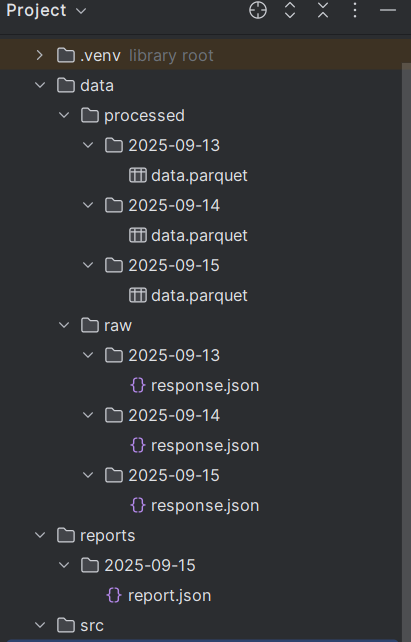 Project
.venv library root
data
processed
2025-09-13
data.parquet
2025-09-14
data.parquet
2025-09-15
data.parquet
raw
2025-09-13
response.json
2025-09-14
response.json
2025-09-15
response.json
reports
2025-09-15
report.json
src